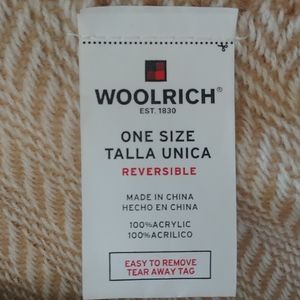 WOOLRICH®
EST. 1830
ONE SIZE
TALLA UNICA
REVERSIBLE
MADE IN CHINA
HECHO EN CHINA
100% ACRYLIC
100% ACRILICO
EASY TO REMOVE
TEAR AWAY TAG